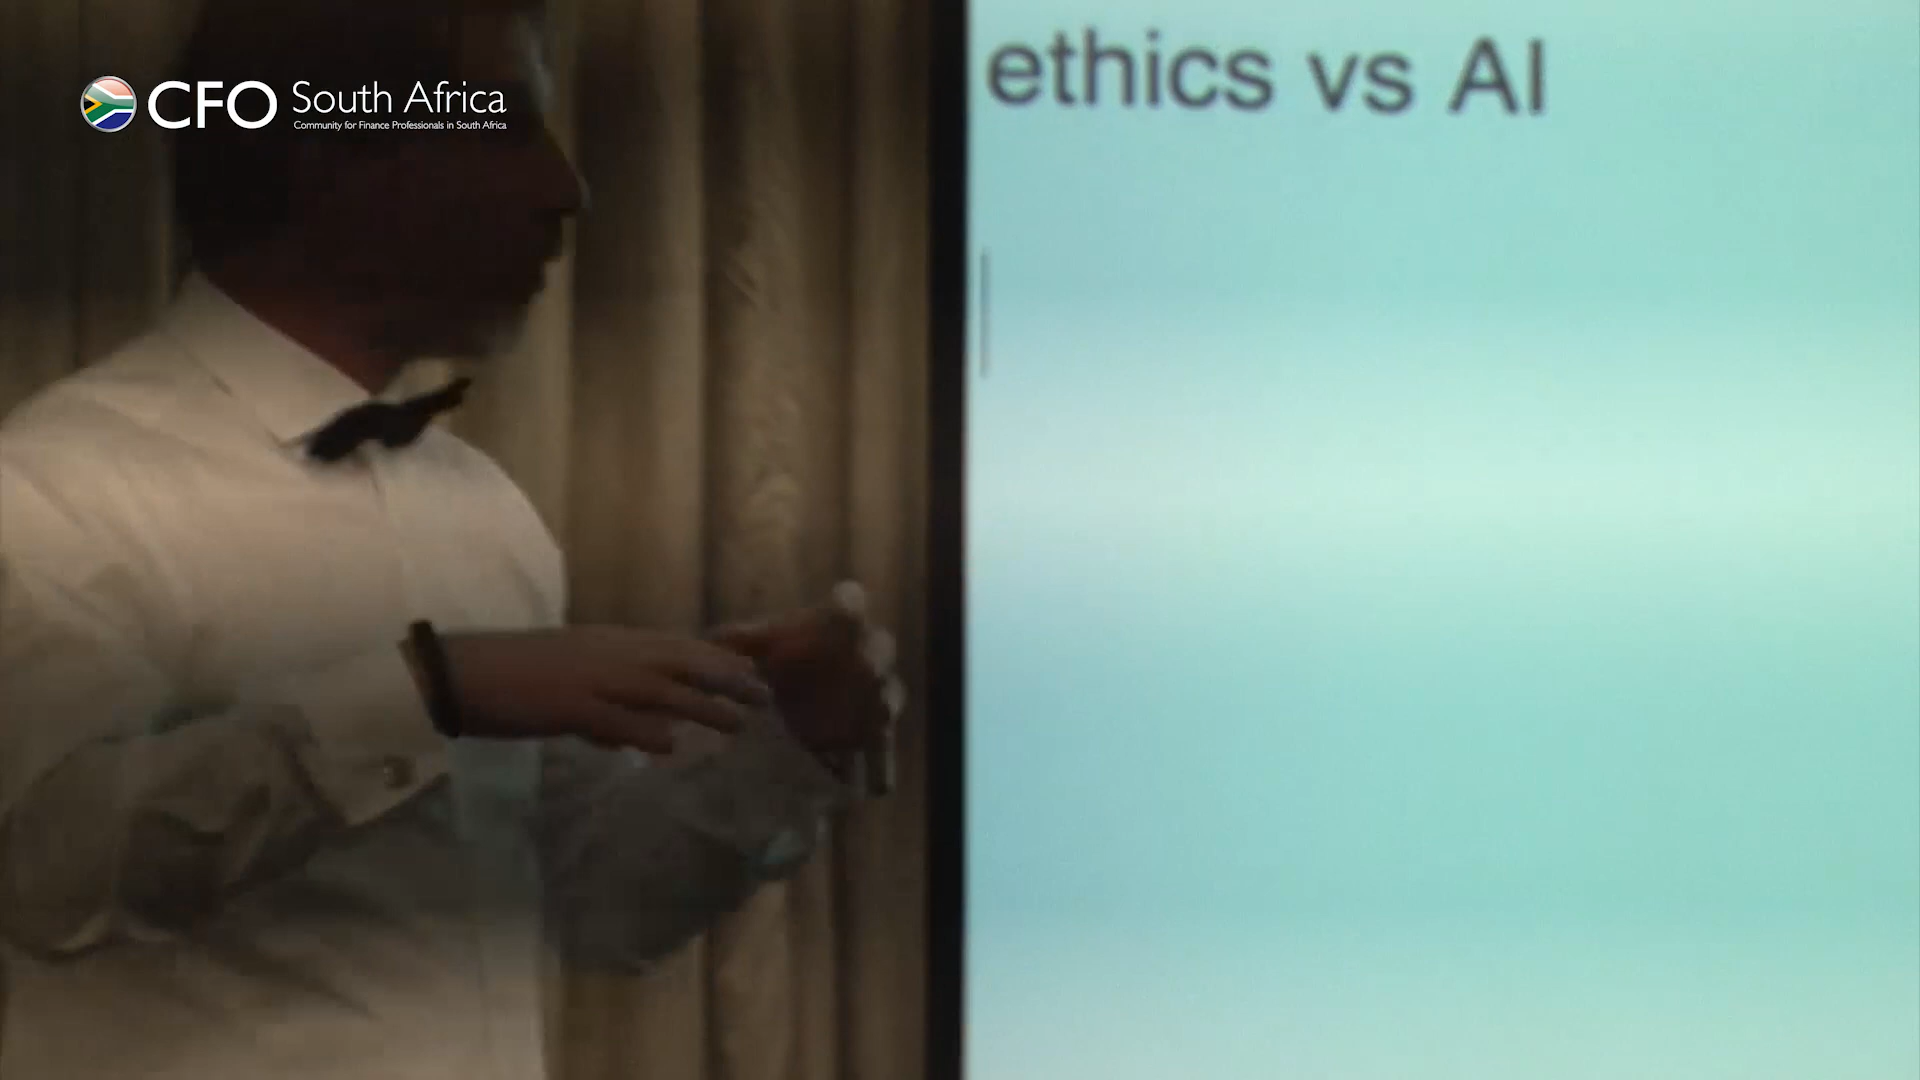 CFO South Africa
Community for Finance Professionals in South Africa
ethics vs AI